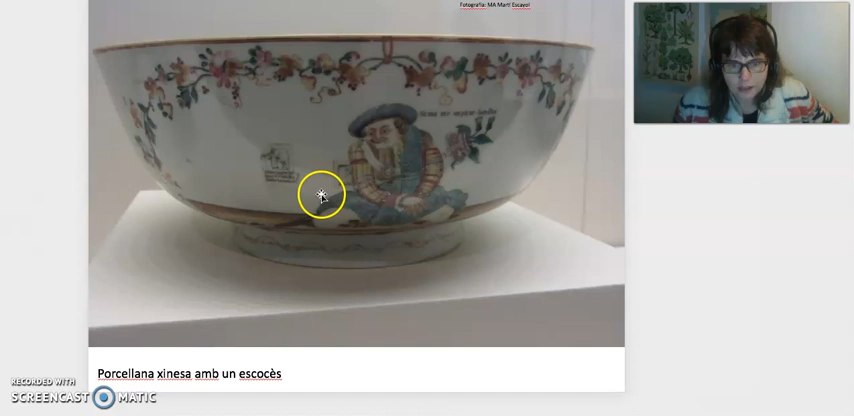 Fotografia: MA Martí Escayol
Porcellana xinesa amb un escocès
RECORDED WITH
SCREENCAST MATIC